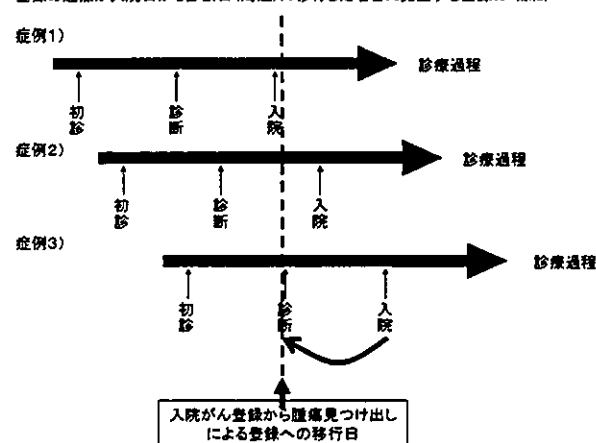 症例1)
診療過程
初診
診断
入院
症例2)
診療過程
初診
診断
入院
症例3)
診療過程
初診
診断
入院
入院がん登録から腫瘍見つけ出し
による登録への移行日